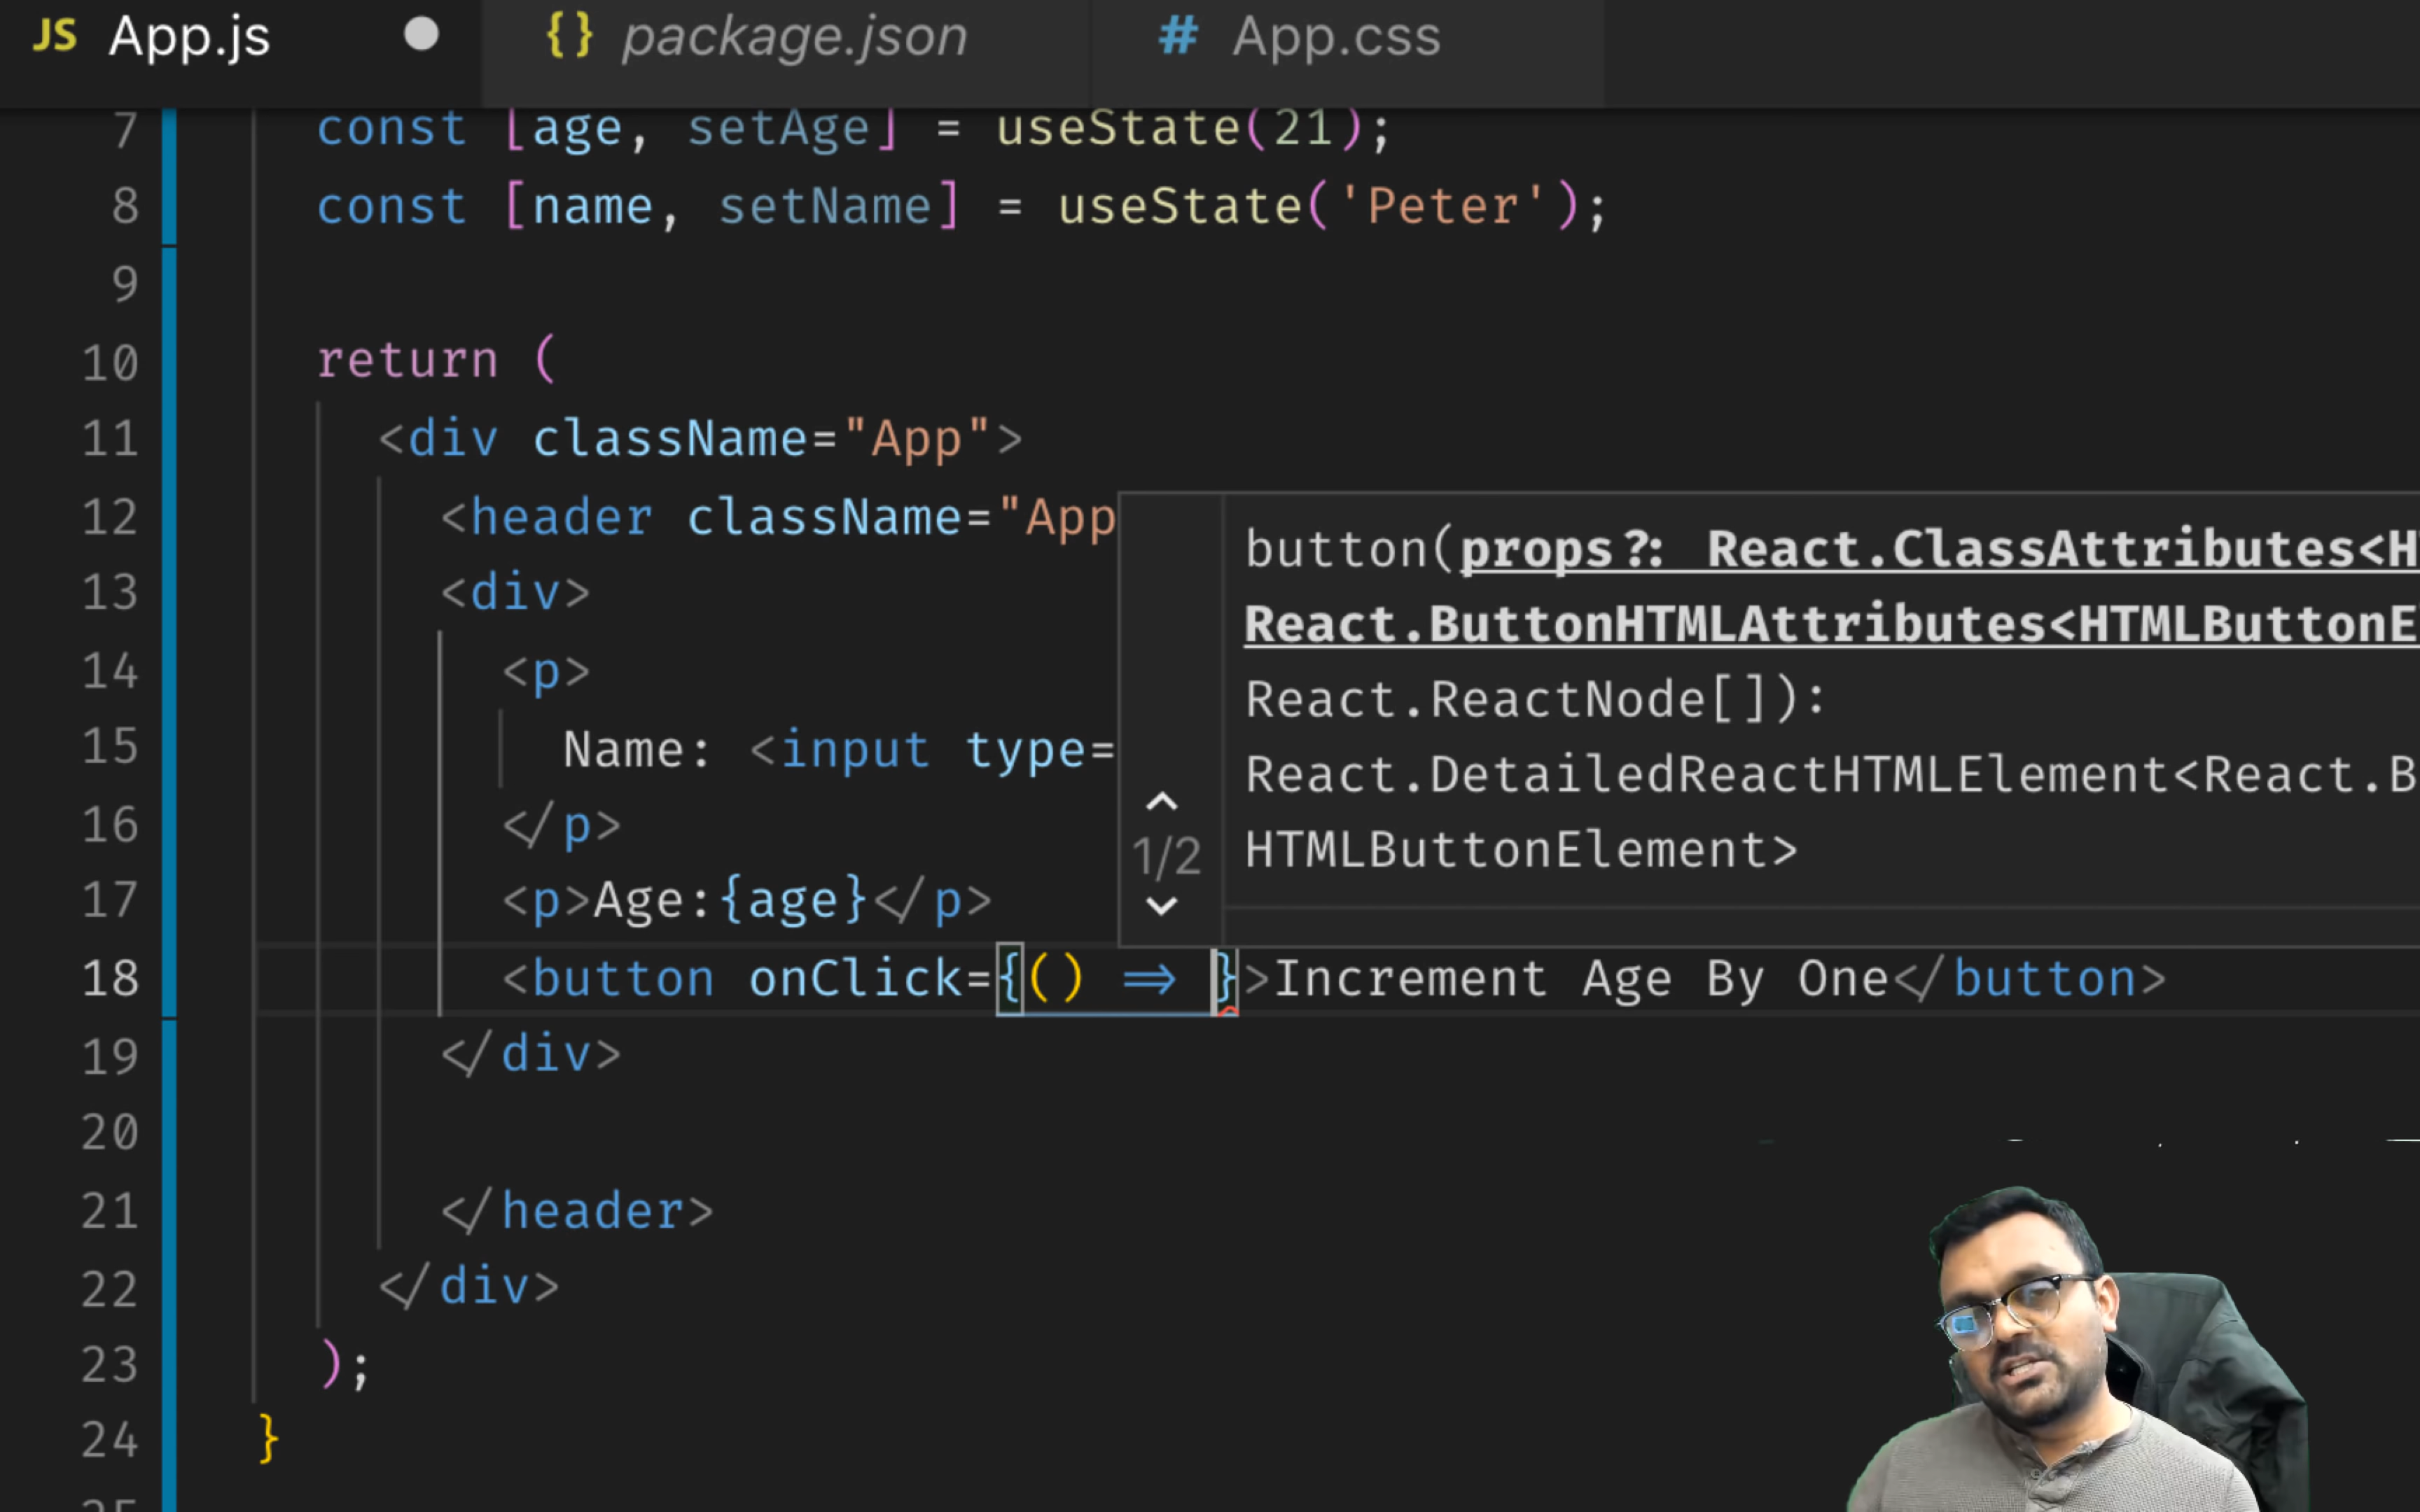 JS App.js {} package.json # App.css
7 const [age, setAge] = useState(21);
8 const [name, setName] = useState('Peter');
9
10 return (
11 <div className="App">
12 <header className="App
13 <div>
14 <p>
15 Name: <input type=
16 </p>
17 <p>Age:{age}</p>
18 <button onClick={() => }>Increment Age By One</button>
19 </div>
20
21 </header>
22 </div>
23 );
24 }
button(props?: React.ClassAttributes<H
React.ButtonHTMLAttributes<HTMLButtonE
React.ReactNode[]):
React.DetailedReactHTMLElement<React.B
HTMLButtonElement>
1/2